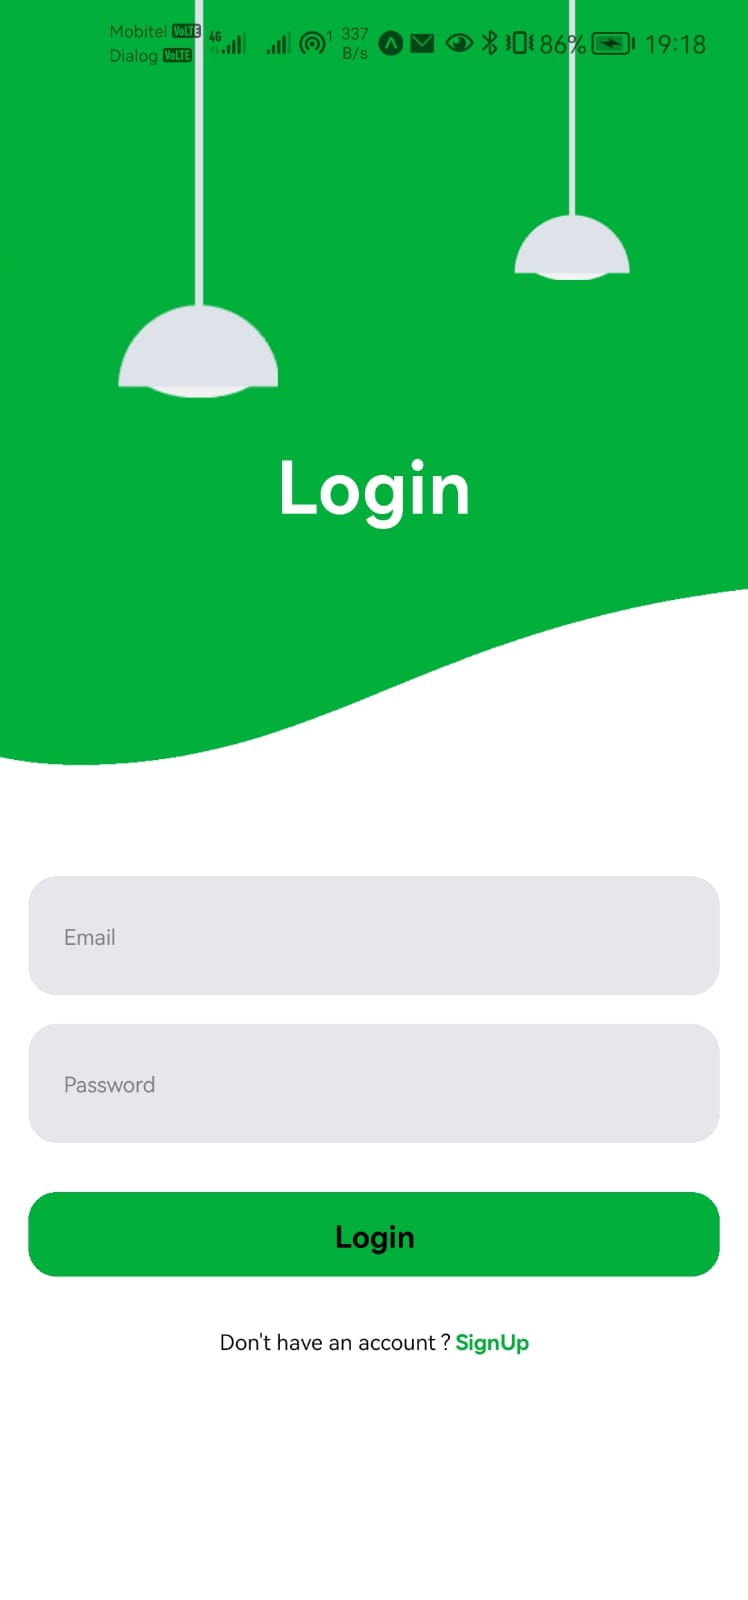 Mobitel VoLTE 4G 1 337 86% 19:18
Dialog VoLTE B/s
Login
Email
Password
Login
Don't have an account ? SignUp